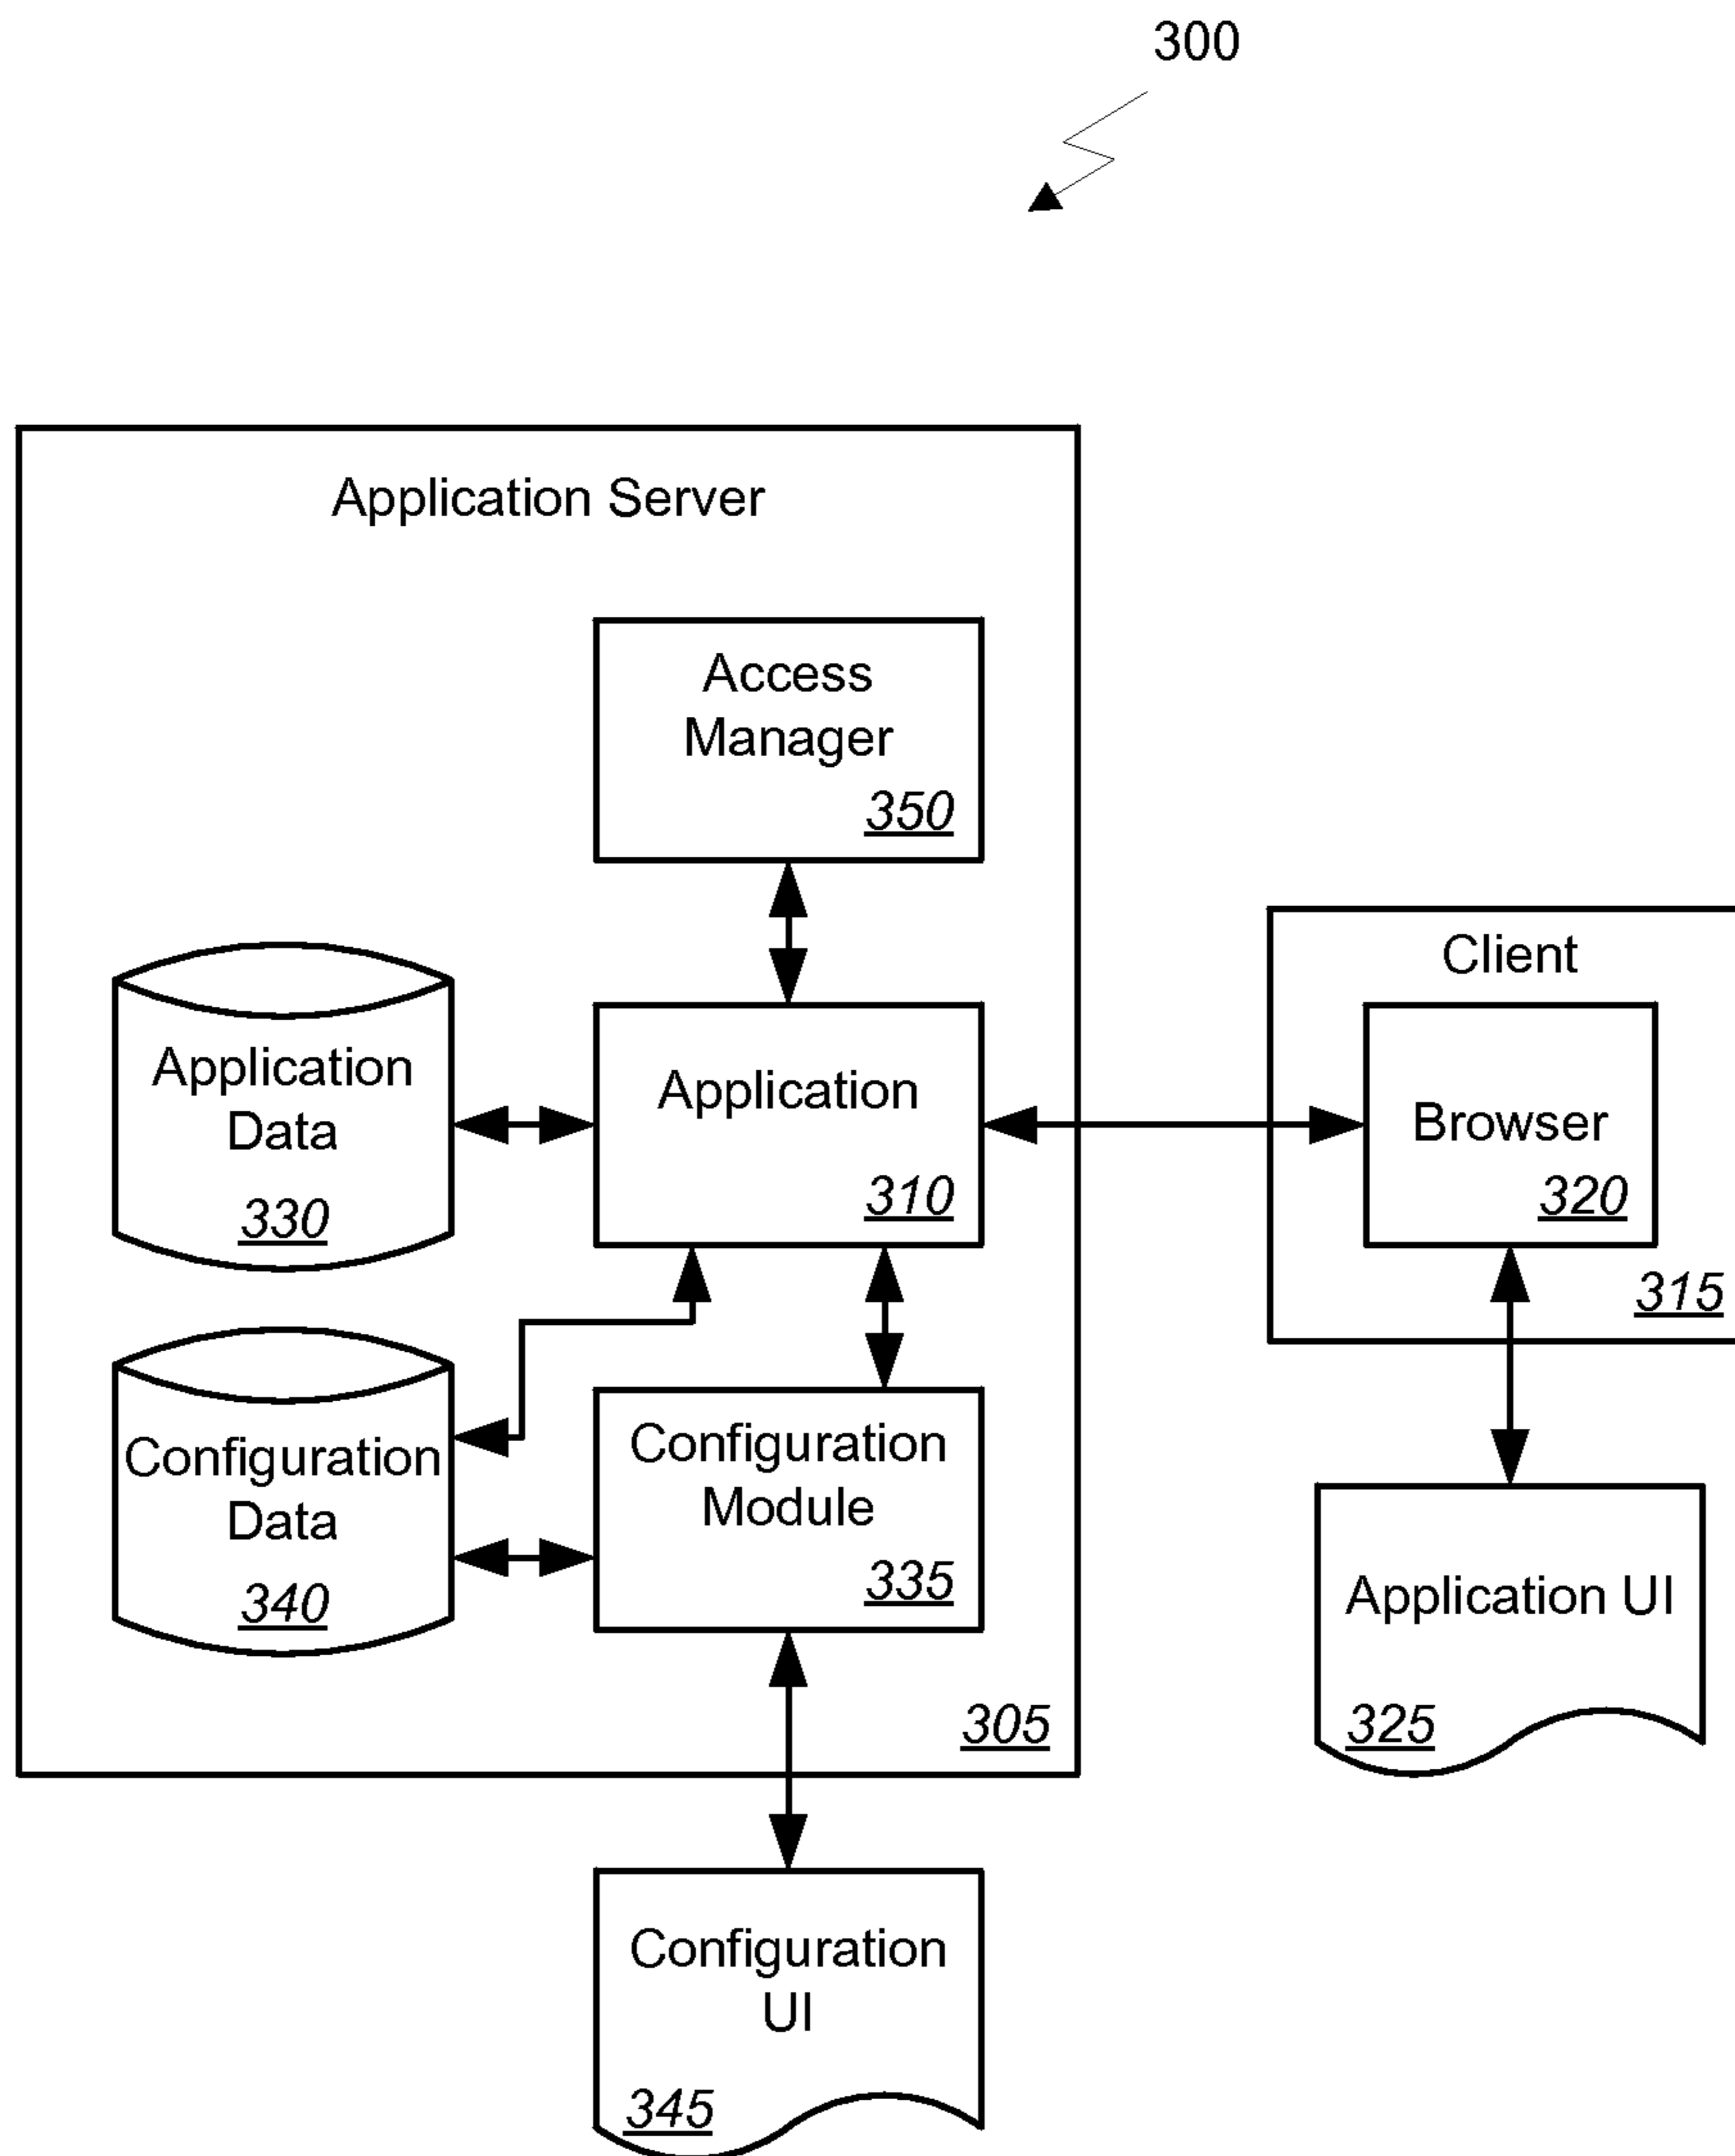 300
Application Server
Access
Manager
350
Client
Application
Data
330
Application
310
Browser
320
315
Configuration
Data
340
Configuration
Module
335
Application UI
325
305
Configuration
UI
345